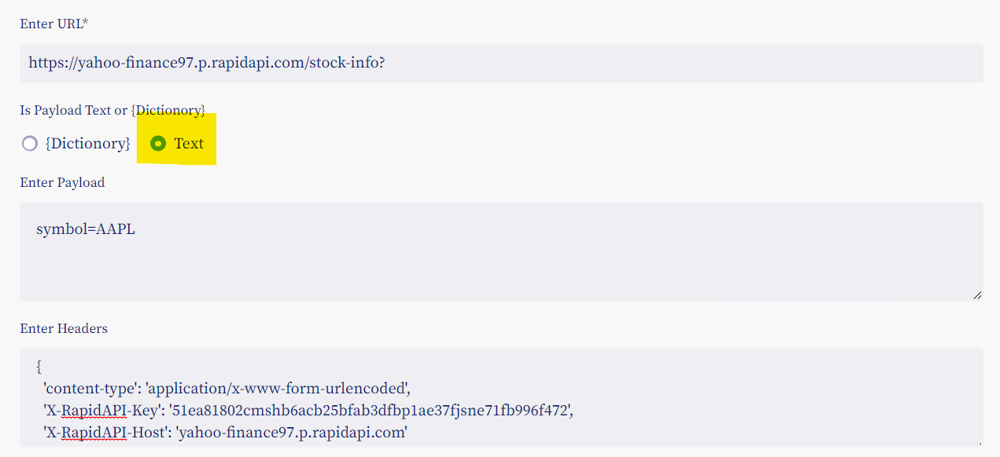 Enter URL*
https://yahoo-finance97.p.rapidapi.com/stock-info?
Is Payload Text or {Dictionory}
{Dictionory} Text
Enter Payload
symbol=AAPL
Enter Headers
{
'content-type': 'application/x-www-form-urlencoded',
'X-RapidAPI-Key': '51ea81802cmshb6acb25bfab3dfbp1ae37fjsne71fb996f472',
'X-RapidAPI-Host': 'yahoo-finance97.p.rapidapi.com'